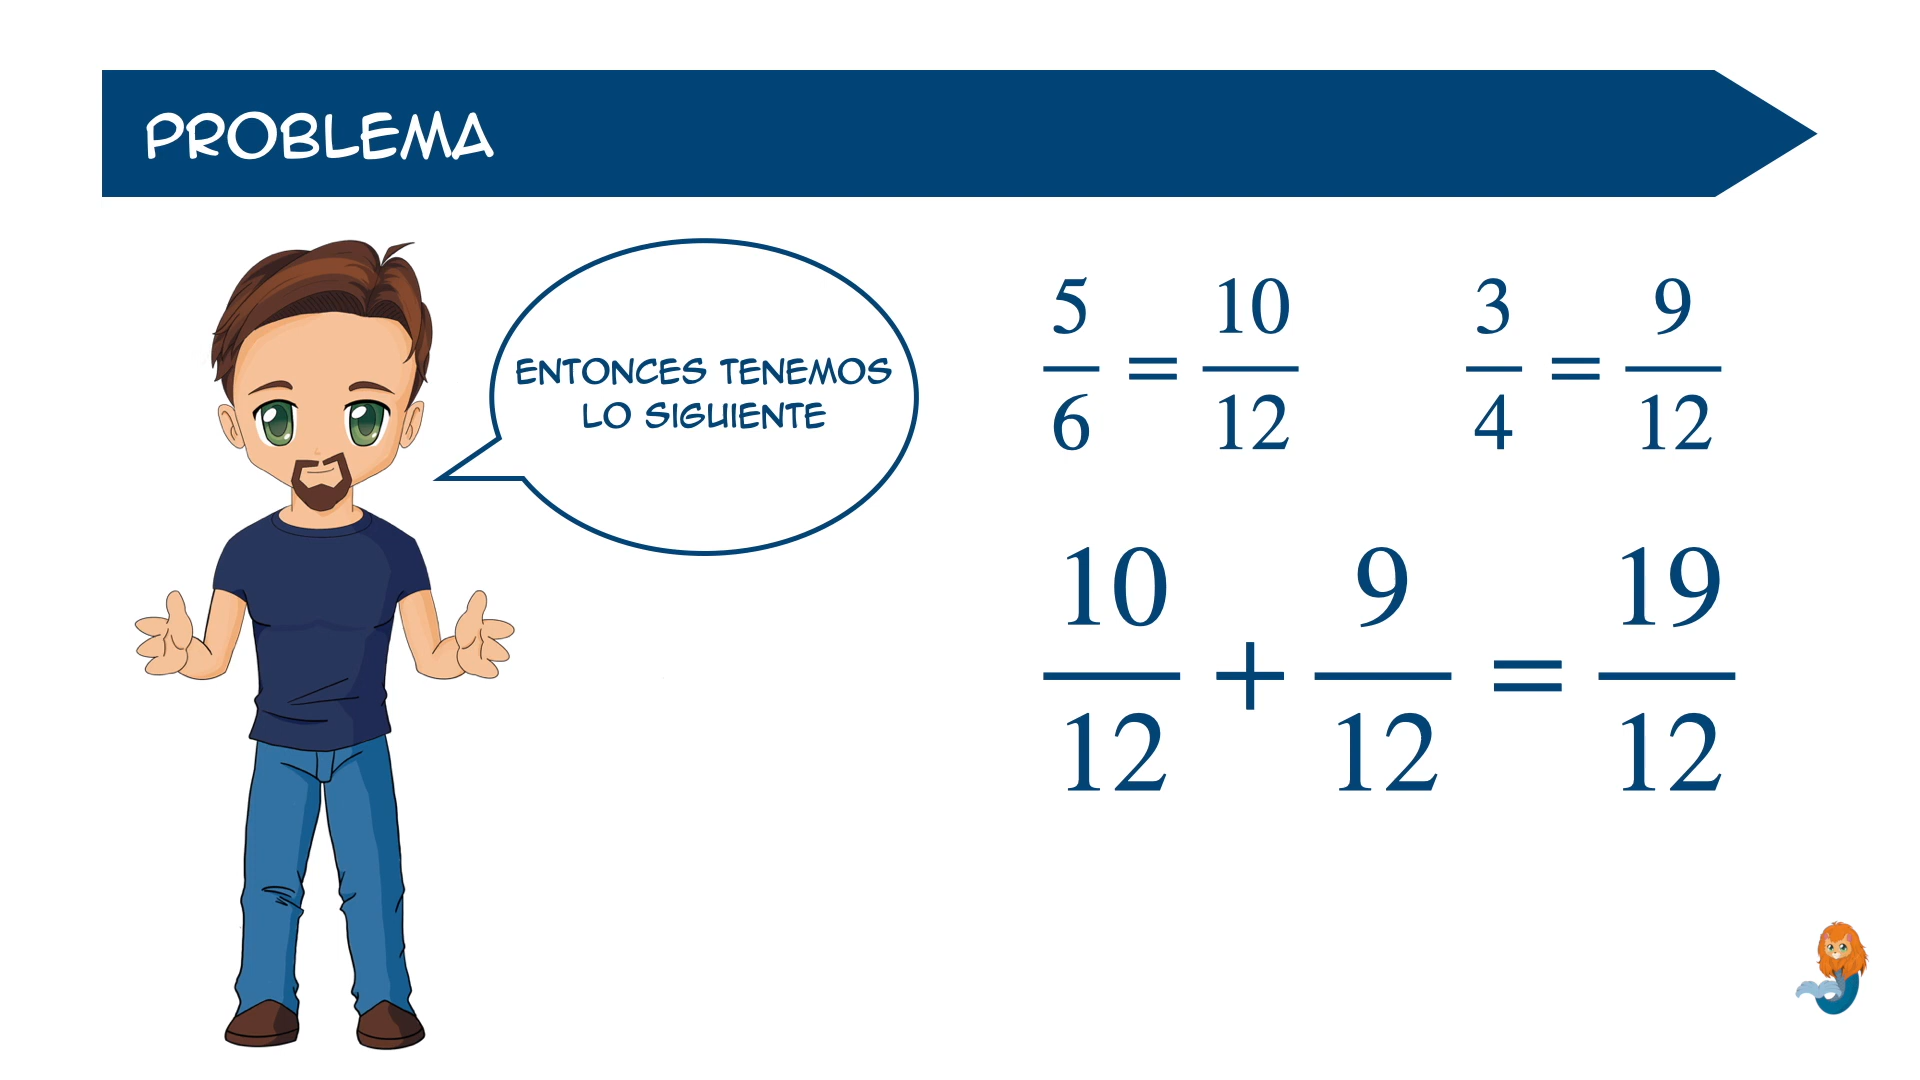 PROBLEMA
ENTONCES TENEMOS
LO SIGUIENTE
5/6 = 10/12
3/4 = 9/12
10/12 + 9/12 = 19/12